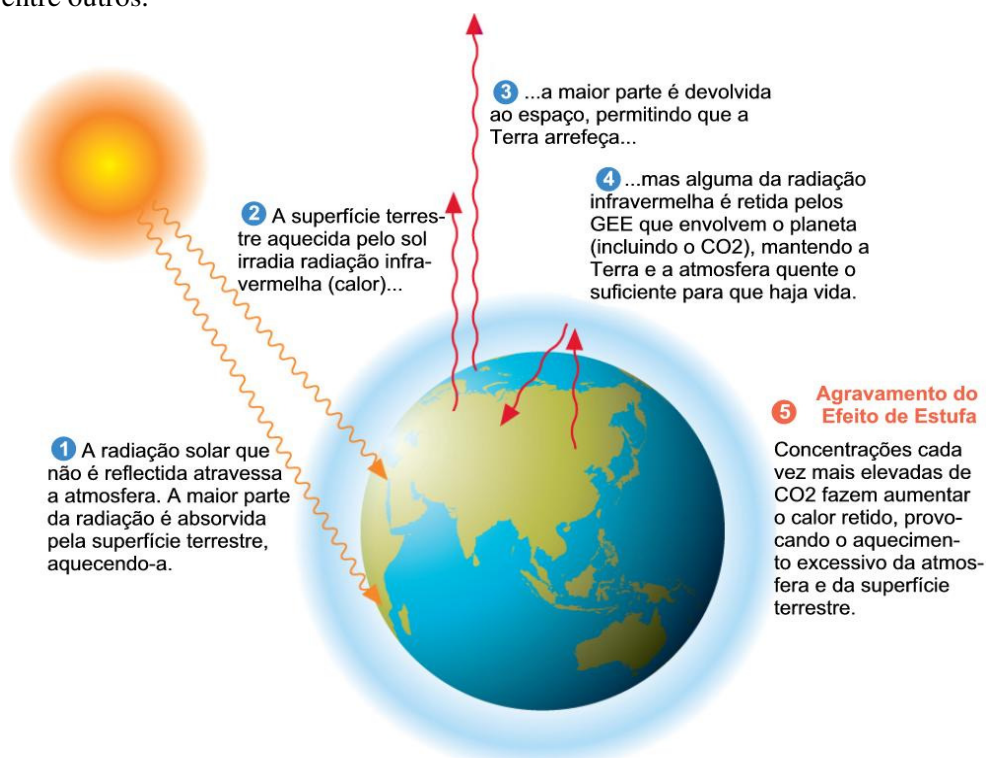 entre outros.
3 ...a maior parte é devolvida
ao espaço, permitindo que a
Terra arrefeça...
4 ...mas alguma da radiação
infravermelha é retida pelos
GEE que envolvem o planeta
(incluindo o CO2), mantendo a
Terra e a atmosfera quente o
suficiente para que haja vida.
2 A superfície terres-
tre aquecida pelo sol
irradia radiação infra-
vermelha (calor)...
1 A radiação solar que
não é reflectida atravessa
a atmosfera. A maior parte
da radiação é absorvida
pela superfície terrestre,
aquecendo-a.
5 Agravamento do
Efeito de Estufa
Concentrações cada
vez mais elevadas de
CO2 fazem aumentar
o calor retido, provo-
cando o aquecimen-
to excessivo da atmos-
fera e da superfície
terrestre.